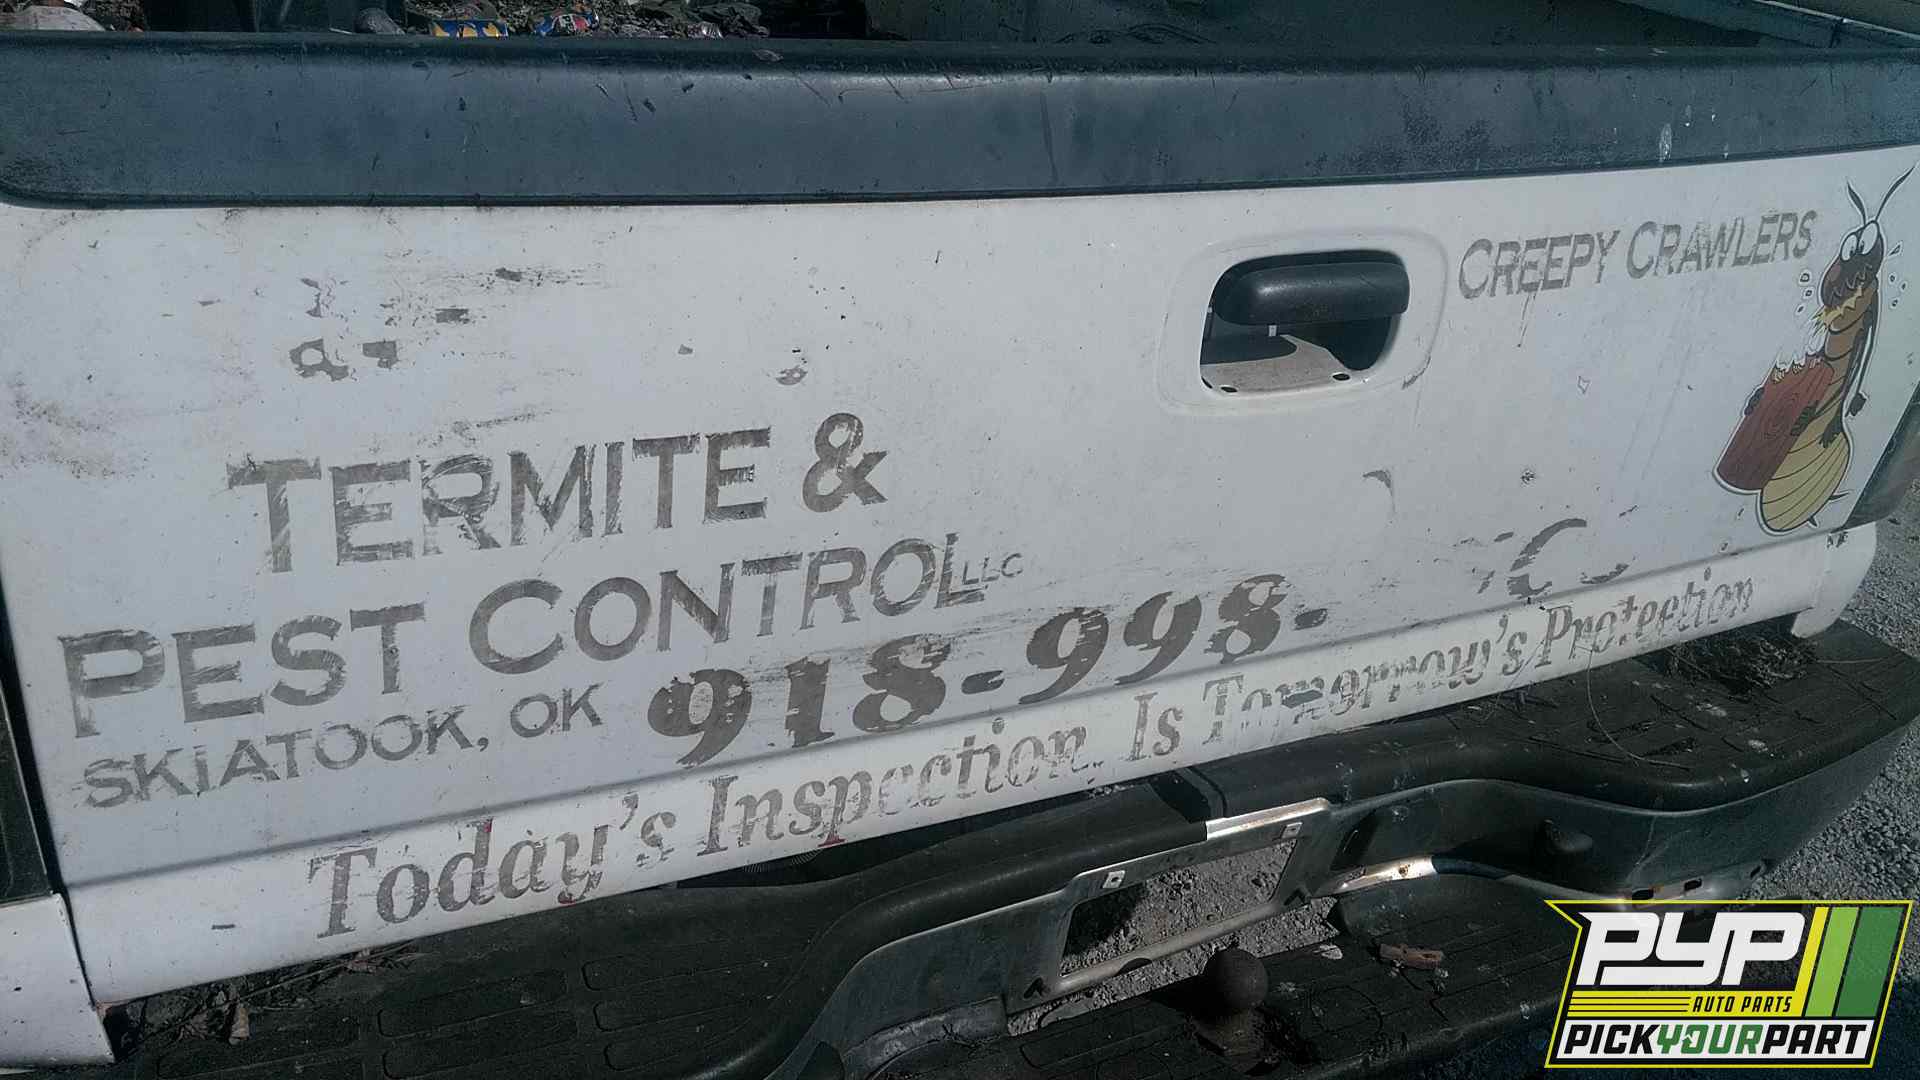 CREEPY CRAWLERS
TERMITE &
PEST CONTROL LLC
SKIATOOK, OK 918-998-
Today's Inspection, Is Tomorrow's Protection
PYP
AUTO PARTS
PICKYOURPART